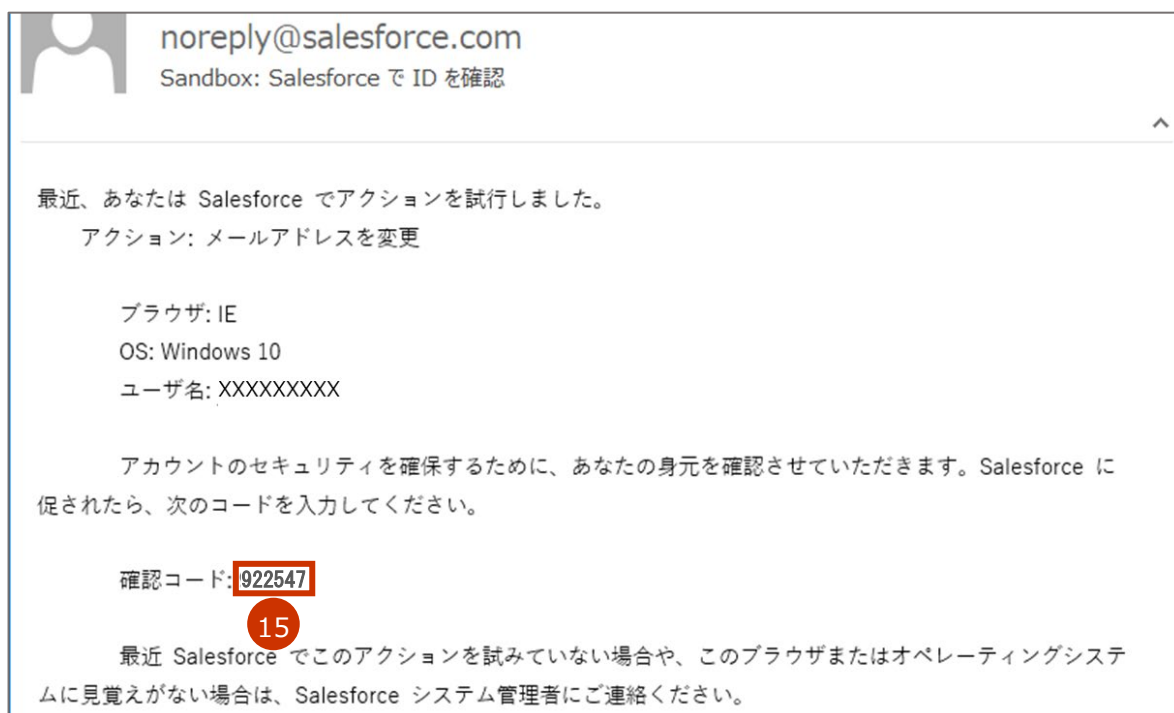 noreply@salesforce.com
Sandbox: Salesforce で ID を確認
最近、あなたは Salesforce でアクションを試行しました。
アクション: メールアドレスを変更
ブラウザ: IE
OS: Windows 10
ユーザ名: XXXXXXXXX
アカウントのセキュリティを確保するために、あなたの身元を確認させていただきます。Salesforce に
促されたら、次のコードを入力してください。
確認コード: 922547
15
最近 Salesforce でこのアクションを試みていない場合や、このブラウザまたはオペレーティングシステ
ムに見覚えがない場合は、Salesforce システム管理者にご連絡ください。